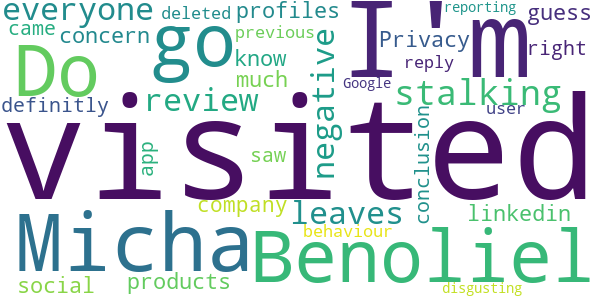 everyone deleted profiles I'm reporting guess
came concern go previous Privacy right
Do know reply
definitly review much negative Google stalking
visited
app saw conclusion user
Micha company leaves linkedin
Benoliel behaviour
social products disgusting